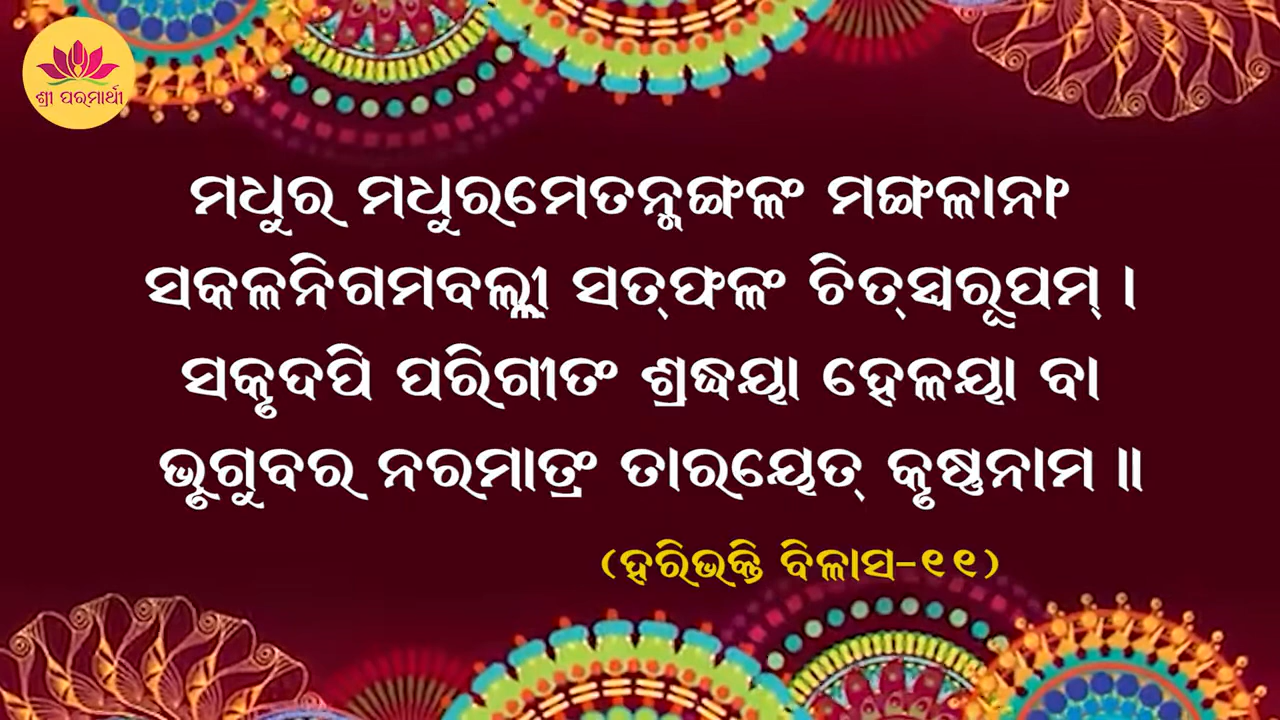 ଶ୍ରୀ ପରମାର୍ଥୀ
ମଧୁର ମଧୁରମେତନ୍ମଙ୍ଗଳଂ ମଙ୍ଗଳାନାଂ
ସକଳନିଗମବଲ୍ଲୀ ସତ୍‌ଫଳଂ ଚିତ୍‌ସ୍ୱରୂପମ୍ ।
ସକୃଦପି ପରିଗୀତଂ ଶ୍ରଦ୍ଧୟା ହେଳୟା ବା
ଭୃଗୁବର ନରମାତ୍ରଂ ତାରୟେତ୍ କୃଷ୍ଣନାମ ॥
(ହରିଭକ୍ତି ବିଳାସ-୧୧)